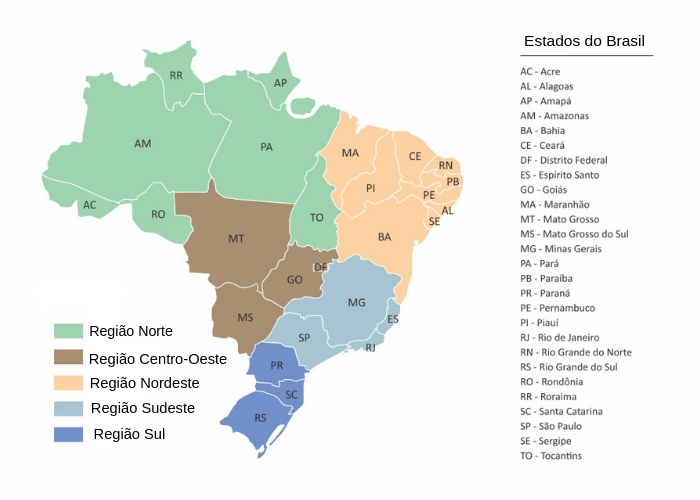 Estados do Brasil
AC - Acre
AL - Alagoas
AP - Amapá
AM - Amazonas
BA - Bahia
CE - Ceará
DF - Distrito Federal
ES - Espírito Santo
GO - Goiás
MA - Maranhão
MT - Mato Grosso
MS - Mato Grosso do Sul
MG - Minas Gerais
PA - Pará
PB - Paraíba
PR - Paraná
PE - Pernambuco
PI - Piauí
RJ - Rio de Janeiro
RN - Rio Grande do Norte
RS - Rio Grande do Sul
RO - Rondônia
RR - Roraima
SC - Santa Catarina
SP - São Paulo
SE - Sergipe
TO - Tocantins
RR
AP
AM
PA
MA
CE
RN
PB
PI
PE
AL
SE
AC
RO
TO
BA
MT
DF
GO
MG
MS
ES
SP
RJ
PR
SC
RS
Região Norte
Região Centro-Oeste
Região Nordeste
Região Sudeste
Região Sul